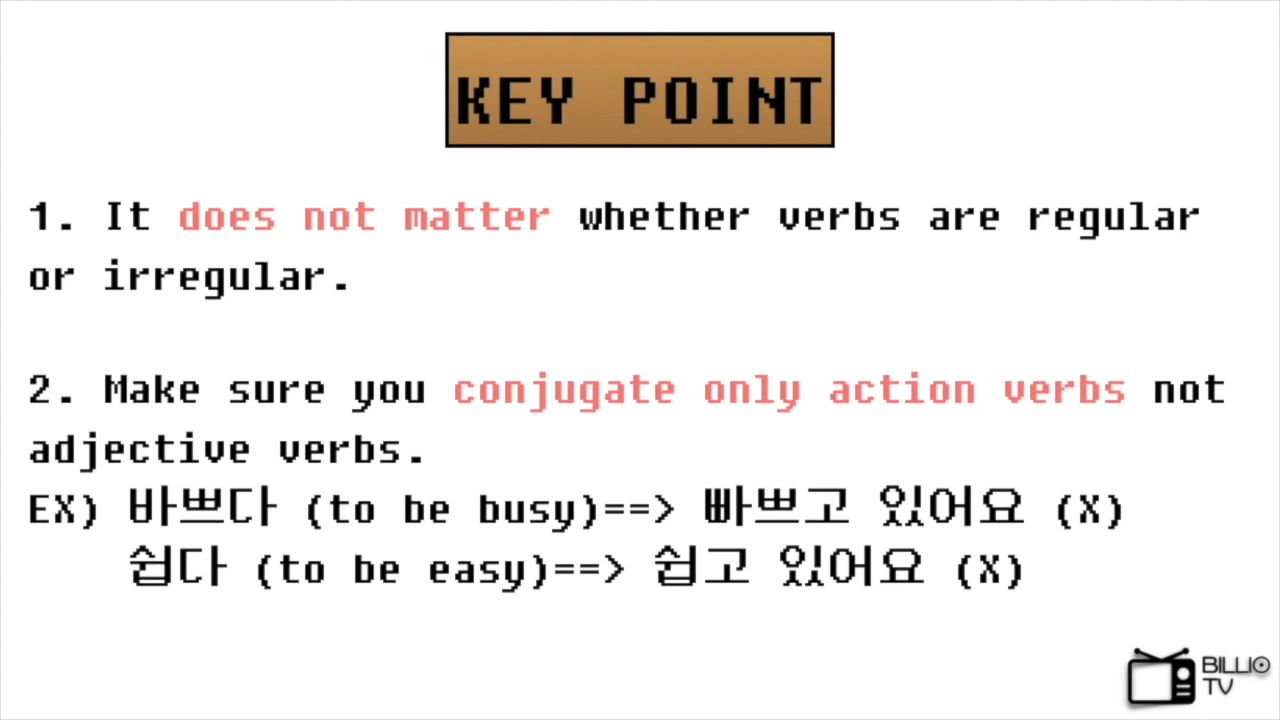 KEY POINT
1. It does not matter whether verbs are regular
or irregular.
2. Make sure you conjugate only action verbs not
adjective verbs.
EX) 바쁘다 (to be busy)==> 빠쁘고 있어요 (X)
쉽다 (to be easy)==> 쉽고 있어요 (X)
BILLIO
TV